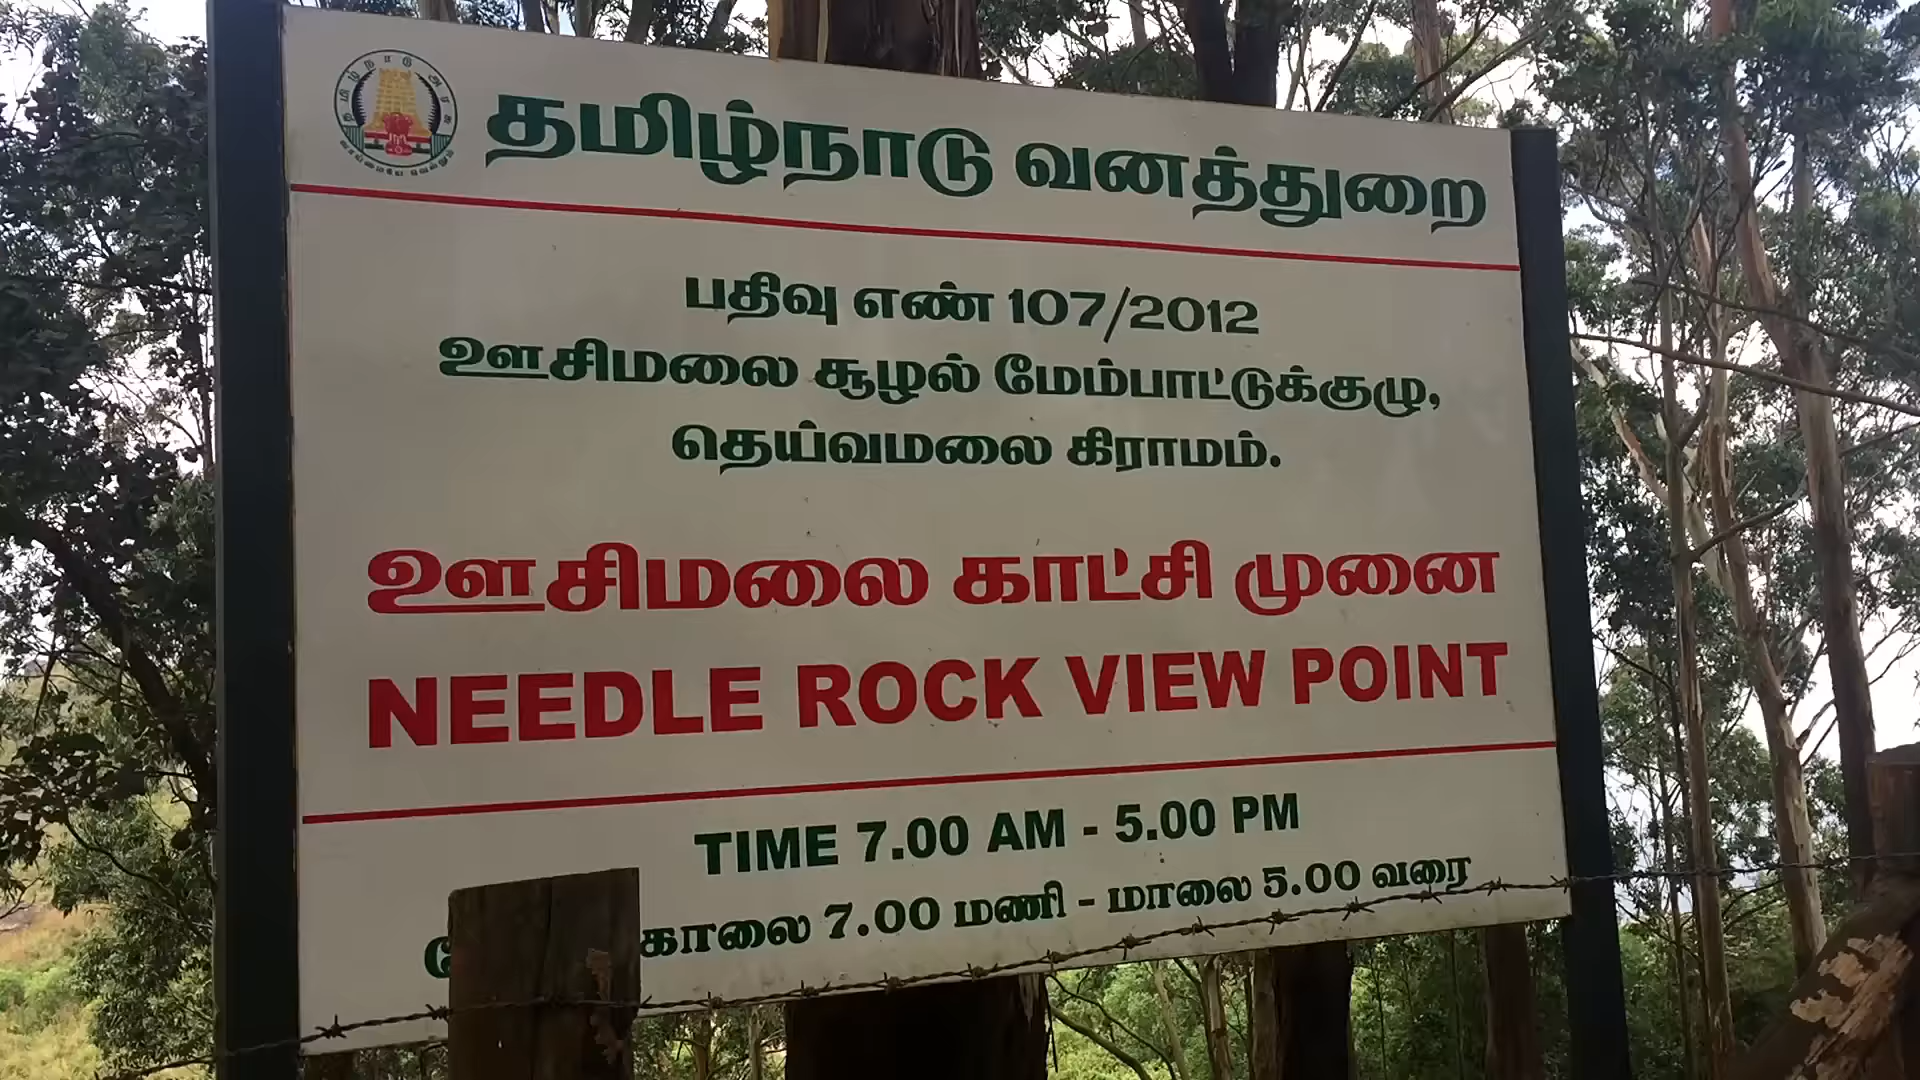 தமிழ்நாடு வனத்துறை
பதிவு எண் 107/2012
ஊசிமலை சூழல் மேம்பாட்டுக்குழு,
தெய்வமலை கிராமம்.
ஊசிமலை காட்சி முனை
NEEDLE ROCK VIEW POINT
TIME 7.00 AM - 5.00 PM
காலை 7.00 மணி - மாலை 5.00 வரை